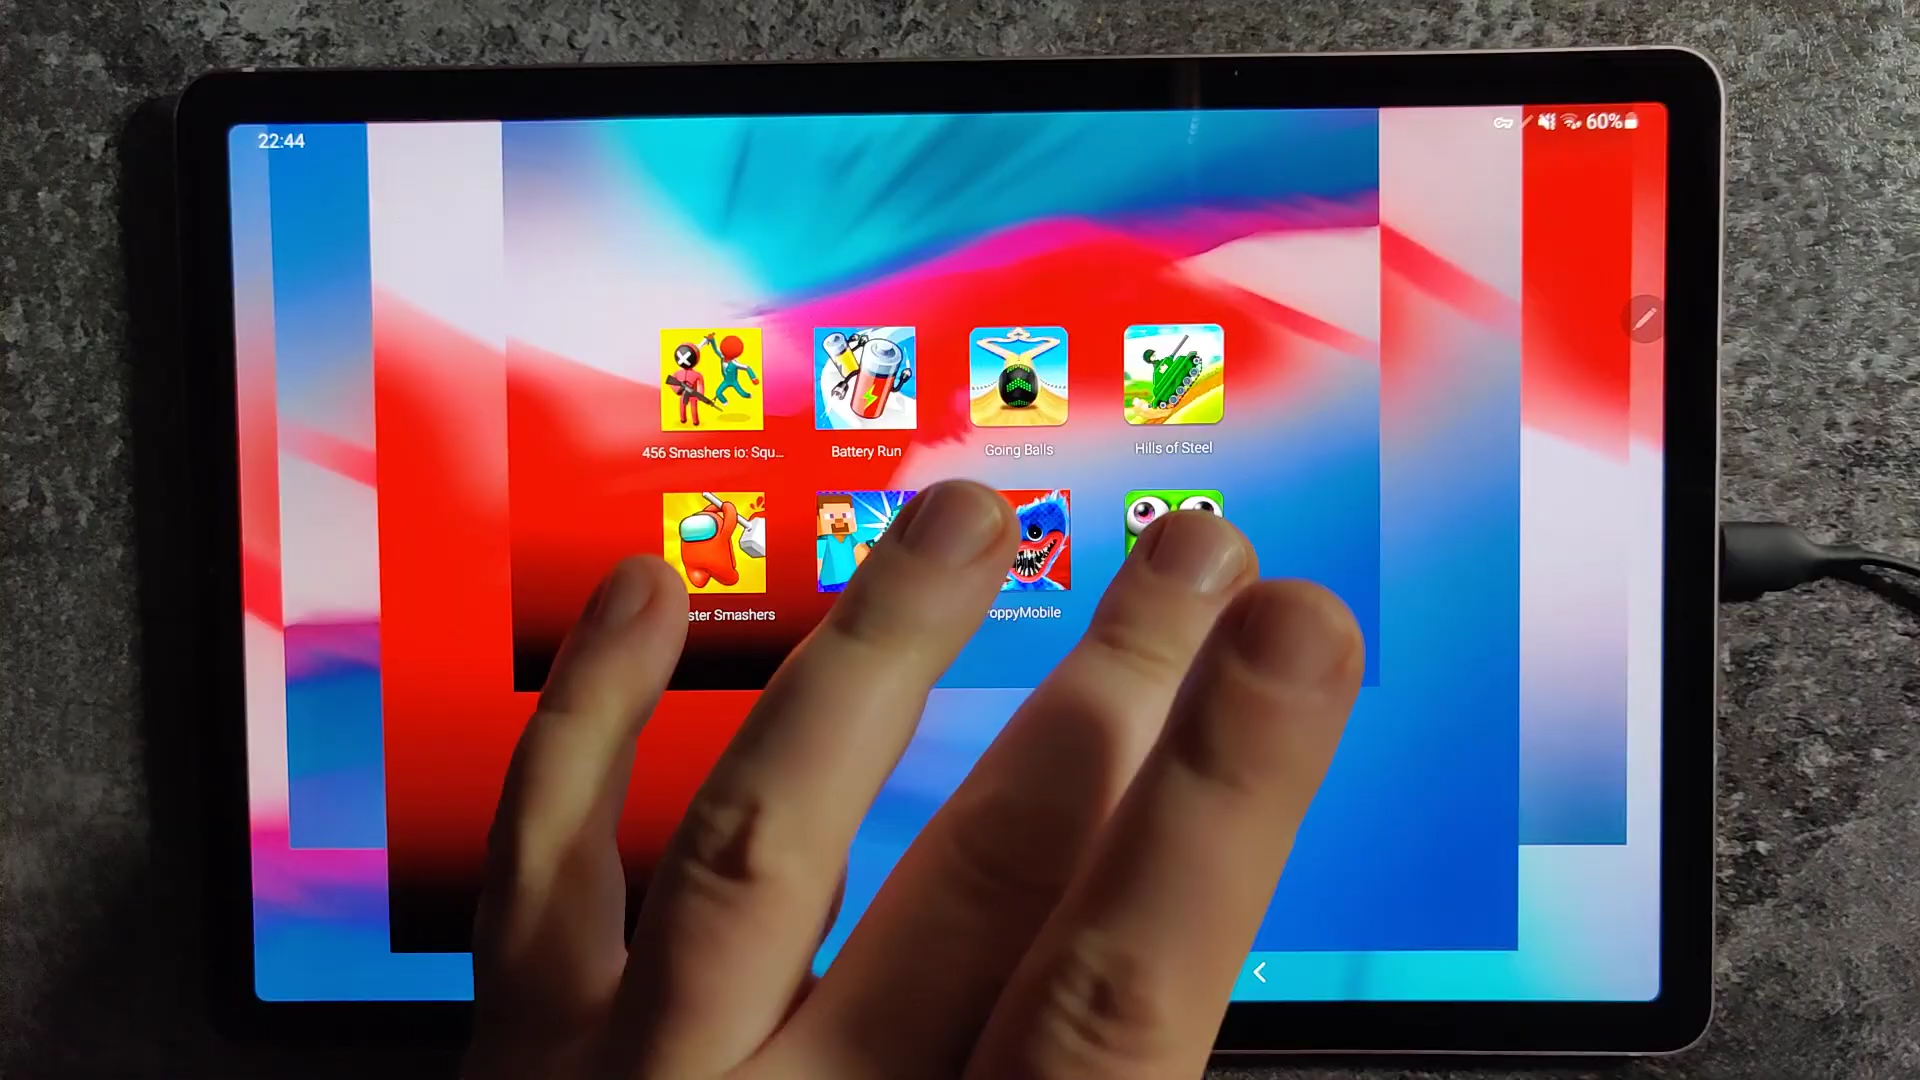 22:44
60%
456 Smashers io: Squ...
Battery Run
Going Balls
Hills of Steel
ster Smashers
oppyMobile